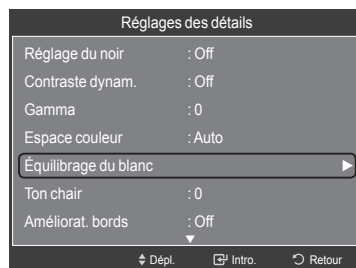 Réglages des détails
Réglage du noir : Off
Contraste dynam. : Off
Gamma : 0
Espace couleur : Auto
Équilibrage du blanc
Ton chair : 0
Améliorat. bords : Off
Dépl. Intro. Retour